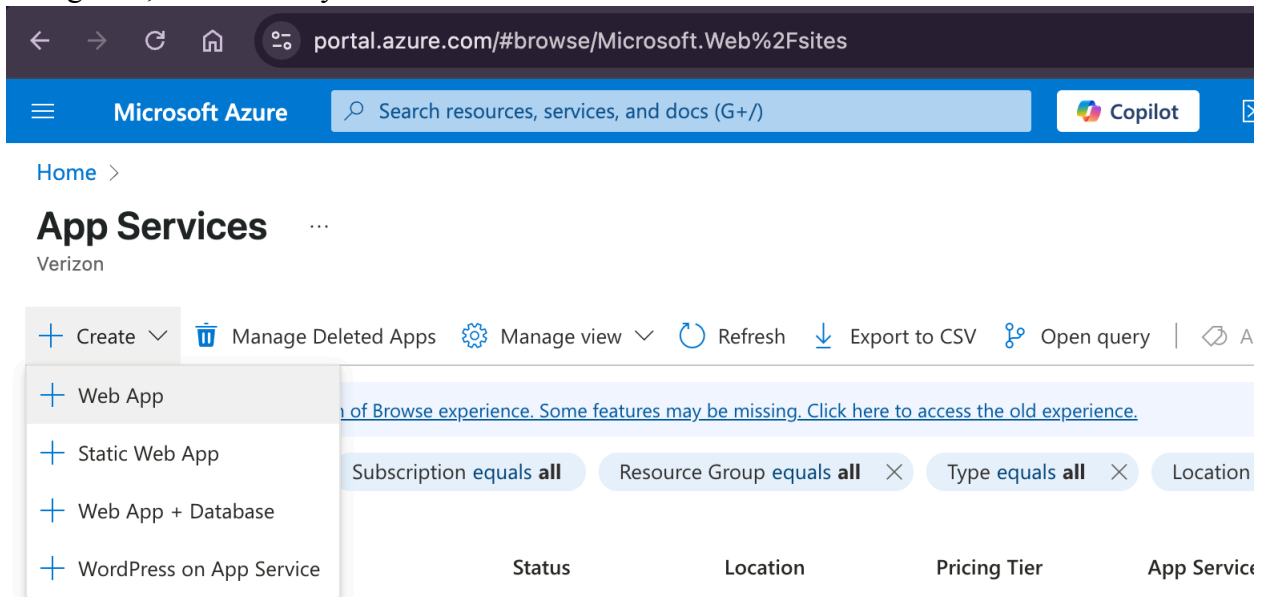 portal.azure.com/#browse/Microsoft.Web%2Fsites
Microsoft Azure Search resources, services, and docs (G+/) Copilot
Home >
App Services ...
Verizon
+ Create Manage Deleted Apps Manage view Refresh Export to CSV Open query | A
+ Web App
of Browse experience. Some features may be missing. Click here to access the old experience.
+ Static Web App
Subscription equals all Resource Group equals all × Type equals all × Location
+ Web App + Database
+ WordPress on App Service
Status Location Pricing Tier App Service